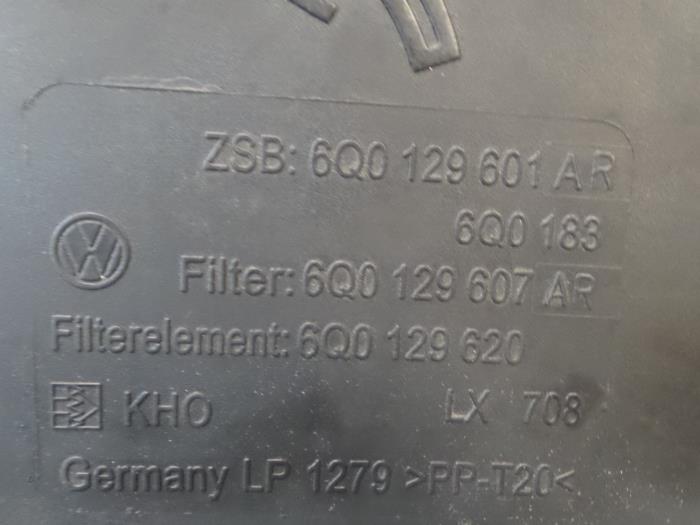 ZSB: 6Q0 129 601 AR
6Q0 183
Filter: 6Q0 129 607 AR
Filterelement: 6Q0 129 620
KHO LX 708
Germany LP 1279 >PP-T20<